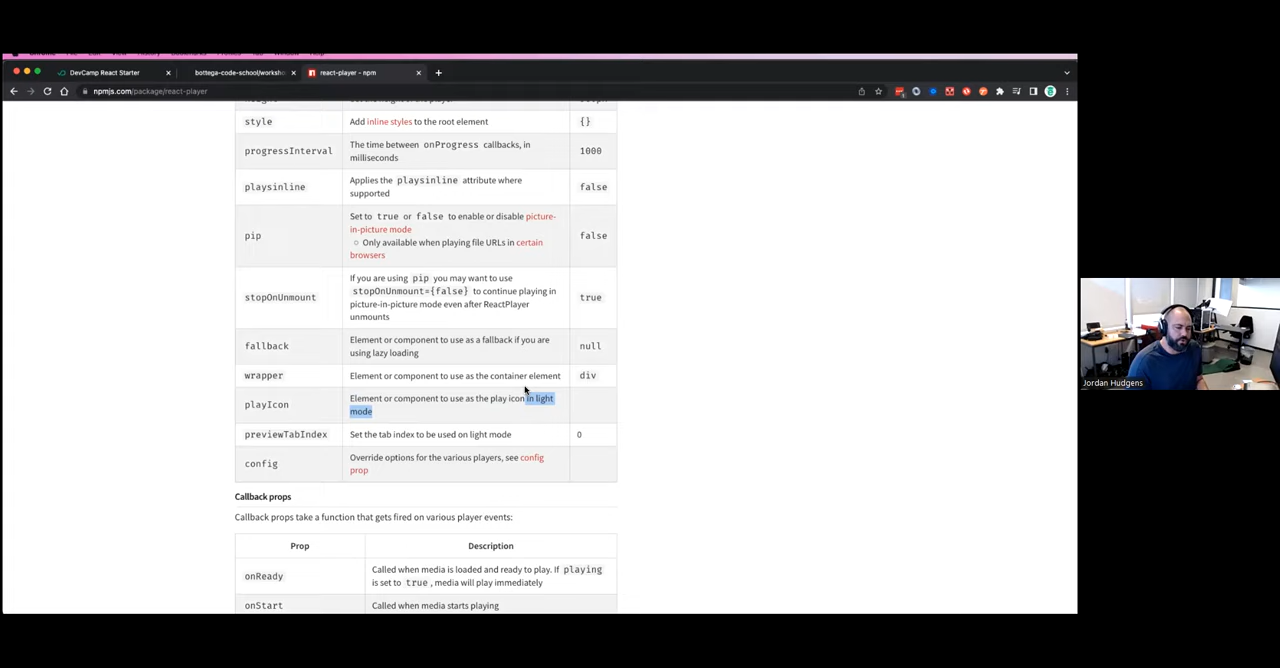 DevCamp React Starter
bottega-code-school/worksho
react-player - npm
npmjs.com/package/react-player
style
Add inline styles to the root element
{}
progressInterval
The time between onProgress callbacks, in
milliseconds
1000
playsinline
Applies the playsinline attribute where
supported
false
pip
Set to true or false to enable or disable picture-
in-picture mode
Only available when playing file URLs in certain
browsers
false
stopOnUnmount
If you are using pip you may want to use
stopOnUnmount={false} to continue playing in
picture-in-picture mode even after ReactPlayer
unmounts
true
fallback
Element or component to use as a fallback if you are
using lazy loading
null
wrapper
Element or component to use as the container element
div
playIcon
Element or component to use as the play icon in light
mode
previewTabIndex
Set the tab index to be used on light mode
0
config
Override options for the various players, see config
prop
Callback props
Callback props take a function that gets fired on various player events:
Prop
Description
onReady
Called when media is loaded and ready to play. If playing
is set to true, media will play immediately
onStart
Called when media starts playing
Jordan Hudgens